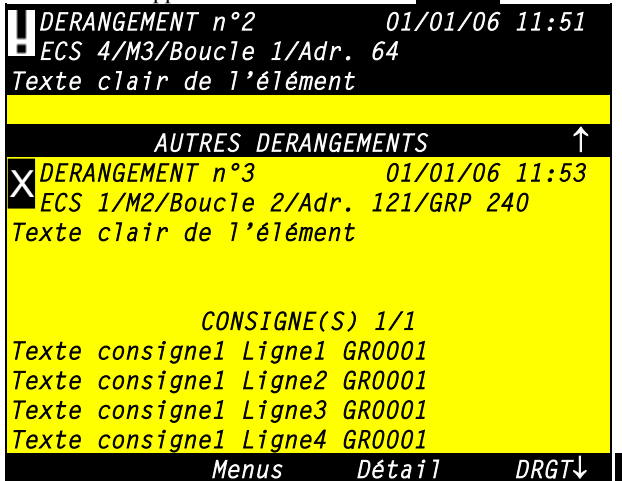 ! DERANGEMENT n°2 01/01/06 11:51
ECS 4/M3/Boucle 1/Adr. 64
Texte clair de l'élément
AUTRES DERANGEMENTS ↑
X DERANGEMENT n°3 01/01/06 11:53
ECS 1/M2/Boucle 2/Adr. 121/GRP 240
Texte clair de l'élément
CONSIGNE(S) 1/1
Texte consigne1 Ligne1 GR0001
Texte consigne1 Ligne2 GR0001
Texte consigne1 Ligne3 GR0001
Texte consigne1 Ligne4 GR0001
Menus Détail DRGT↓